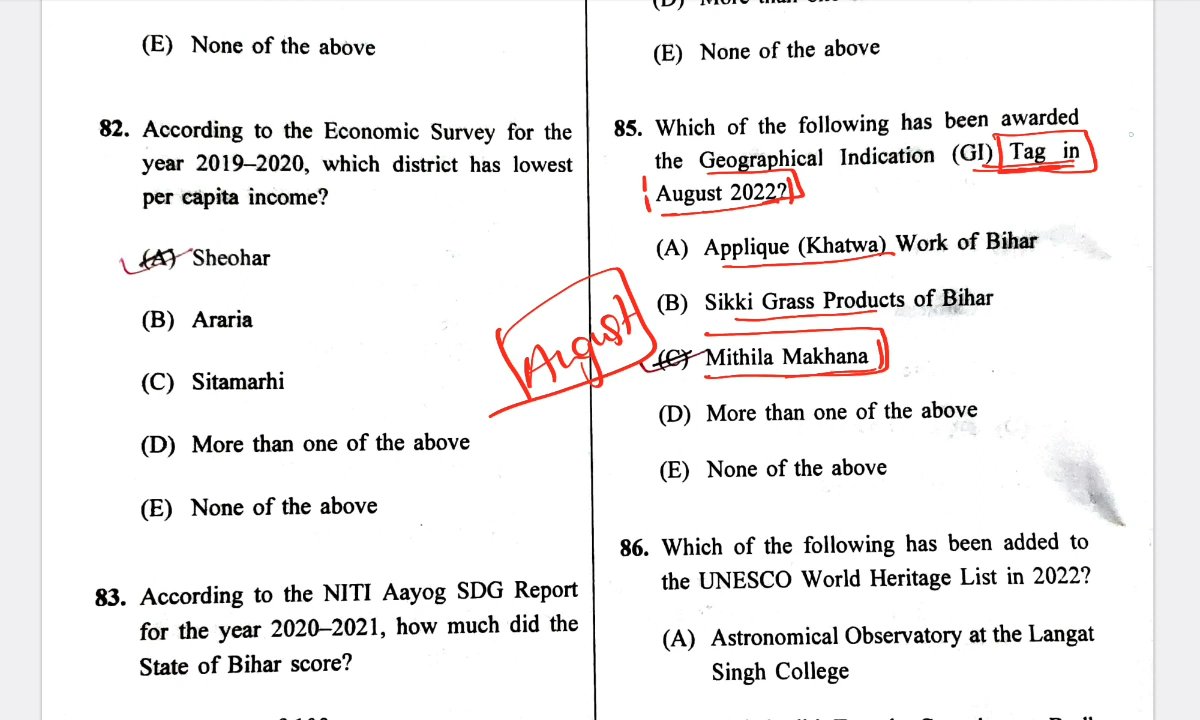 (E) None of the above
82. According to the Economic Survey for the
year 2019–2020, which district has lowest
per capita income?
(A) Sheohar
(B) Araria
(C) Sitamarhi
(D) More than one of the above
(E) None of the above
83. According to the NITI Aayog SDG Report
for the year 2020–2021, how much did the
State of Bihar score?
(E) None of the above
85. Which of the following has been awarded
the Geographical Indication (GI) Tag in
August 2022?
(A) Applique (Khatwa) Work of Bihar
(B) Sikki Grass Products of Bihar
(C) Mithila Makhana
(D) More than one of the above
(E) None of the above
August
86. Which of the following has been added to
the UNESCO World Heritage List in 2022?
(A) Astronomical Observatory at the Langat
Singh College